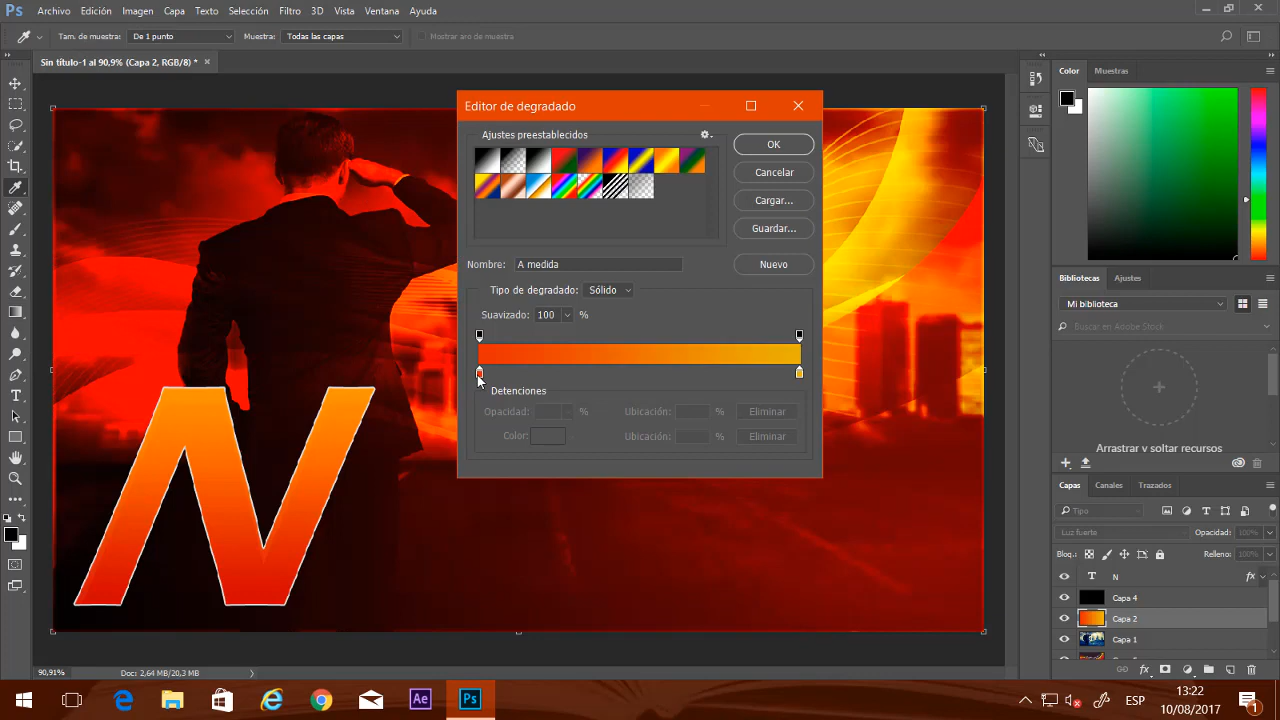 Ps Archivo Edición Imagen Capa Texto Selección Filtro 3D Vista Ventana Ayuda
Tam. de muestra: De 1 punto Muestra: Todas las capas Mostrar aro de muestra
Sin título-1 al 90,9% (Capa 2, RGB/8) * ×
Editor de degradado
Ajustes preestablecidos
OK
Cancelar
Cargar...
Guardar...
Nombre: A medida
Nuevo
Tipo de degradado: Sólido
Suavizado: 100 %
Detenciones
Opacidad: % Ubicación: % Eliminar
Color: Ubicación: % Eliminar
N
Color Muestras
Bibliotecas Ajustes
Mi biblioteca
Buscar en Adobe Stock
Arrastrar y soltar recursos
Capas Canales Trazados
Tipo
Luz fuerte Opacidad: 100%
Bloq.: Relleno: 100%
T N fx
Capa 4
Capa 2
Capa 1
90,91% Doc: 2,64 MB/20,3 MB
Ae Ps
ESP
13:22
10/08/2017
1